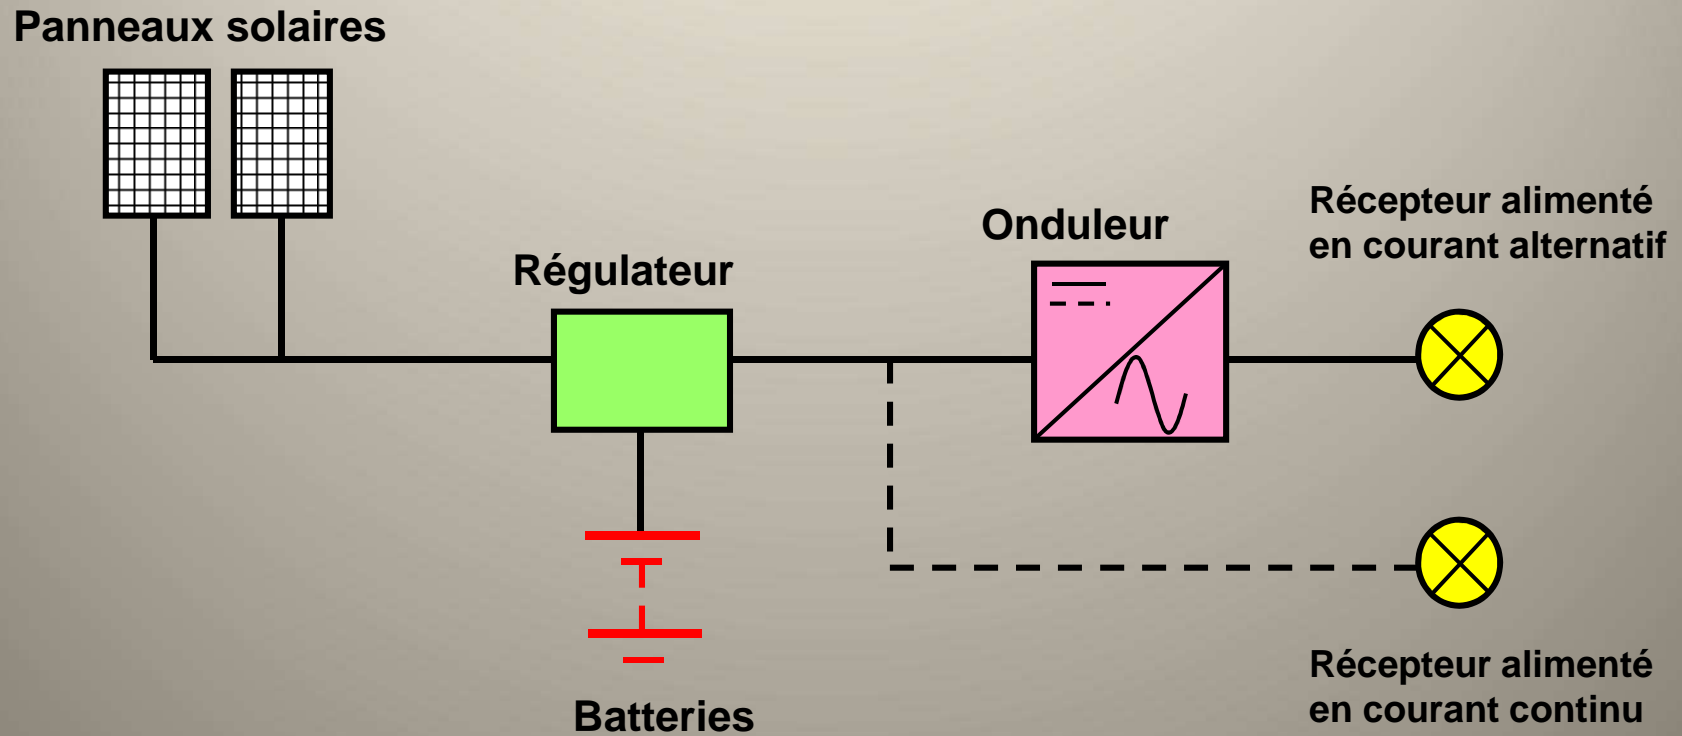 Panneaux solaires
Régulateur
Onduleur
Récepteur alimenté
en courant alternatif
Batteries
Récepteur alimenté
en courant continu